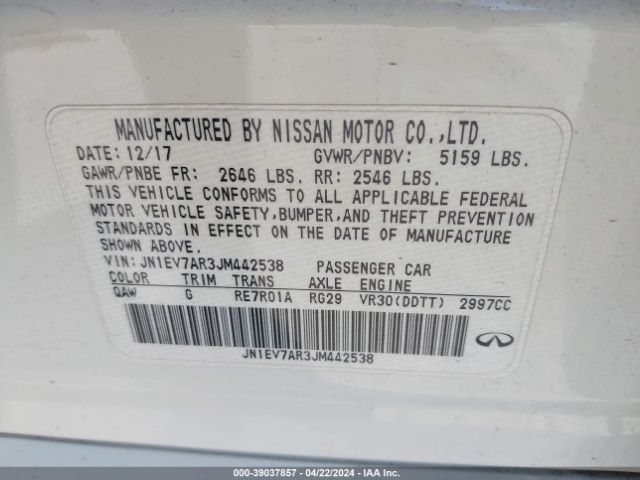 MANUFACTURED BY NISSAN MOTOR CO.,LTD.
DATE: 12/17 GVWR/PNBV: 5159 LBS.
GAWR/PNBE FR: 2646 LBS. RR: 2546 LBS.
THIS VEHICLE CONFORMS TO ALL APPLICABLE FEDERAL
MOTOR VEHICLE SAFETY,BUMPER,AND THEFT PREVENTION
STANDARDS IN EFFECT ON THE DATE OF MANUFACTURE
SHOWN ABOVE.
VIN: JN1EV7AR3JM442538 PASSENGER CAR
COLOR TRIM TRANS AXLE ENGINE
QAW G RE7R01A RG29 VR30(DDTT) 2997CC
JN1EV7AR3JM442538
000-39037857 - 04/22/2024 - IAA Inc.